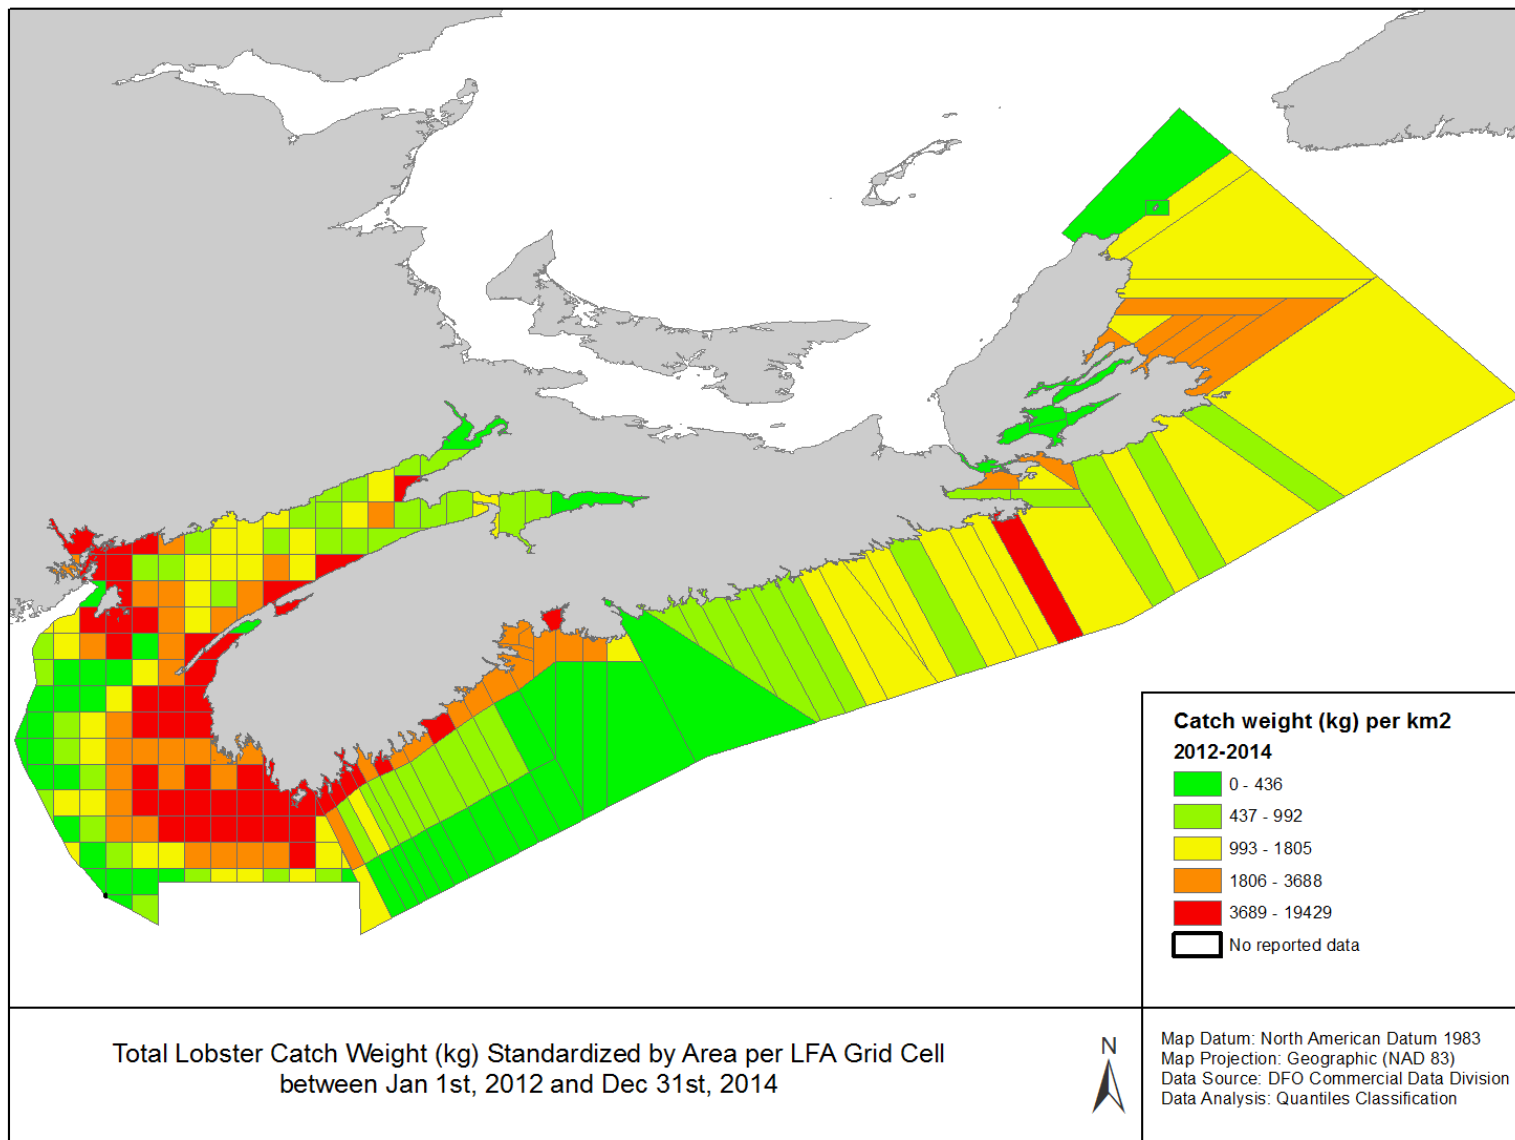 Catch weight (kg) per km2
2012-2014
0 - 436
437 - 992
993 - 1805
1806 - 3688
3689 - 19429
No reported data
Total Lobster Catch Weight (kg) Standardized by Area per LFA Grid Cell
between Jan 1st, 2012 and Dec 31st, 2014
N
Map Datum: North American Datum 1983
Map Projection: Geographic (NAD 83)
Data Source: DFO Commercial Data Division
Data Analysis: Quantiles Classification